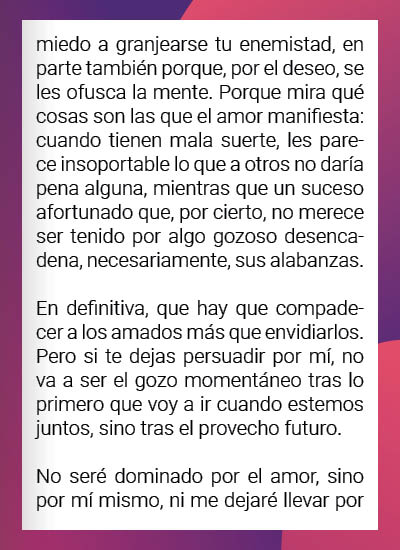 miedo a granjearse tu enemistad, en
parte también porque, por el deseo, se
les ofusca la mente. Porque mira qué
cosas son las que el amor manifiesta:
cuando tienen mala suerte, les pare-
ce insoportable lo que a otros no daría
pena alguna, mientras que un suceso
afortunado que, por cierto, no merece
ser tenido por algo gozoso desenca-
dena, necesariamente, sus alabanzas.

En definitiva, que hay que compade-
cer a los amados más que envidiarlos.
Pero si te dejas persuadir por mí, no
va a ser el gozo momentáneo tras lo
primero que voy a ir cuando estemos
juntos, sino tras el provecho futuro.

No seré dominado por el amor, sino
por mí mismo, ni me dejaré llevar por